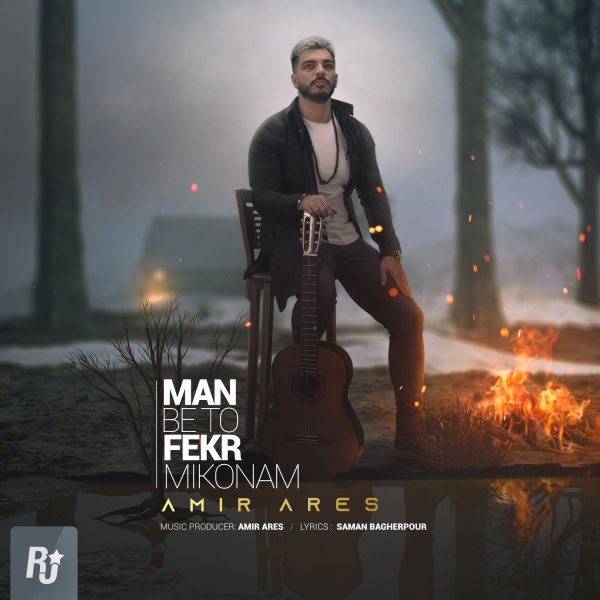 MAN
BE TO
FEKR
MIKONAM
AMIR ARES
MUSIC PRODUCER: AMIR ARES / LYRICS : SAMAN BAGHERPOUR
RJ